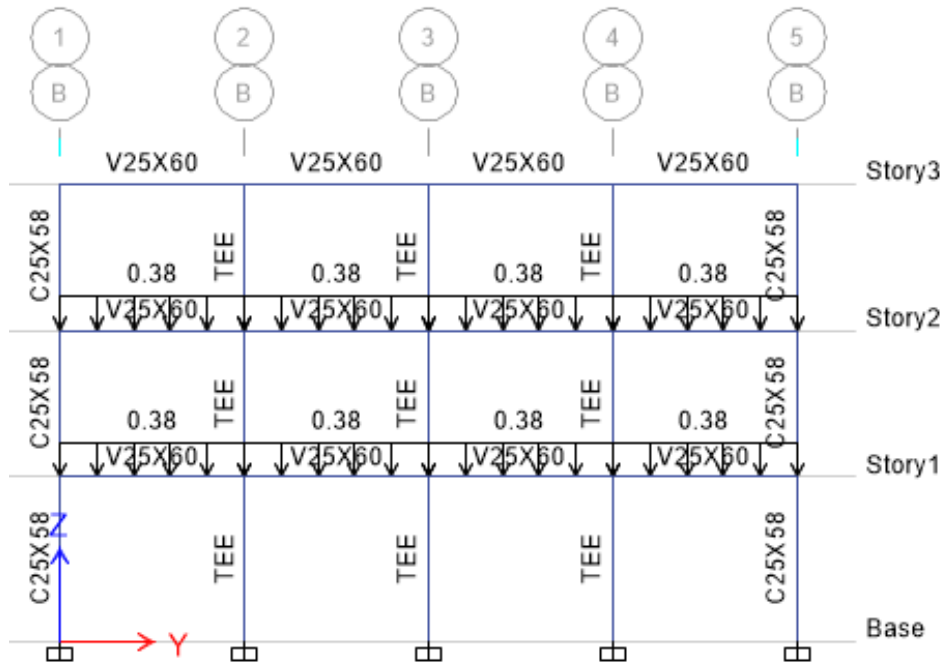 1 2 3 4 5
B B B B B
V25X60 V25X60 V25X60 V25X60
Story3
C25X58 TEE TEE TEE C25X58
0.38 0.38 0.38 0.38
V25X60 V25X60 V25X60 V25X60
Story2
C25X58 TEE TEE TEE C25X58
0.38 0.38 0.38 0.38
V25X60 V25X60 V25X60 V25X60
Story1
C25X58 TEE TEE TEE C25X58
Z
Y
Base